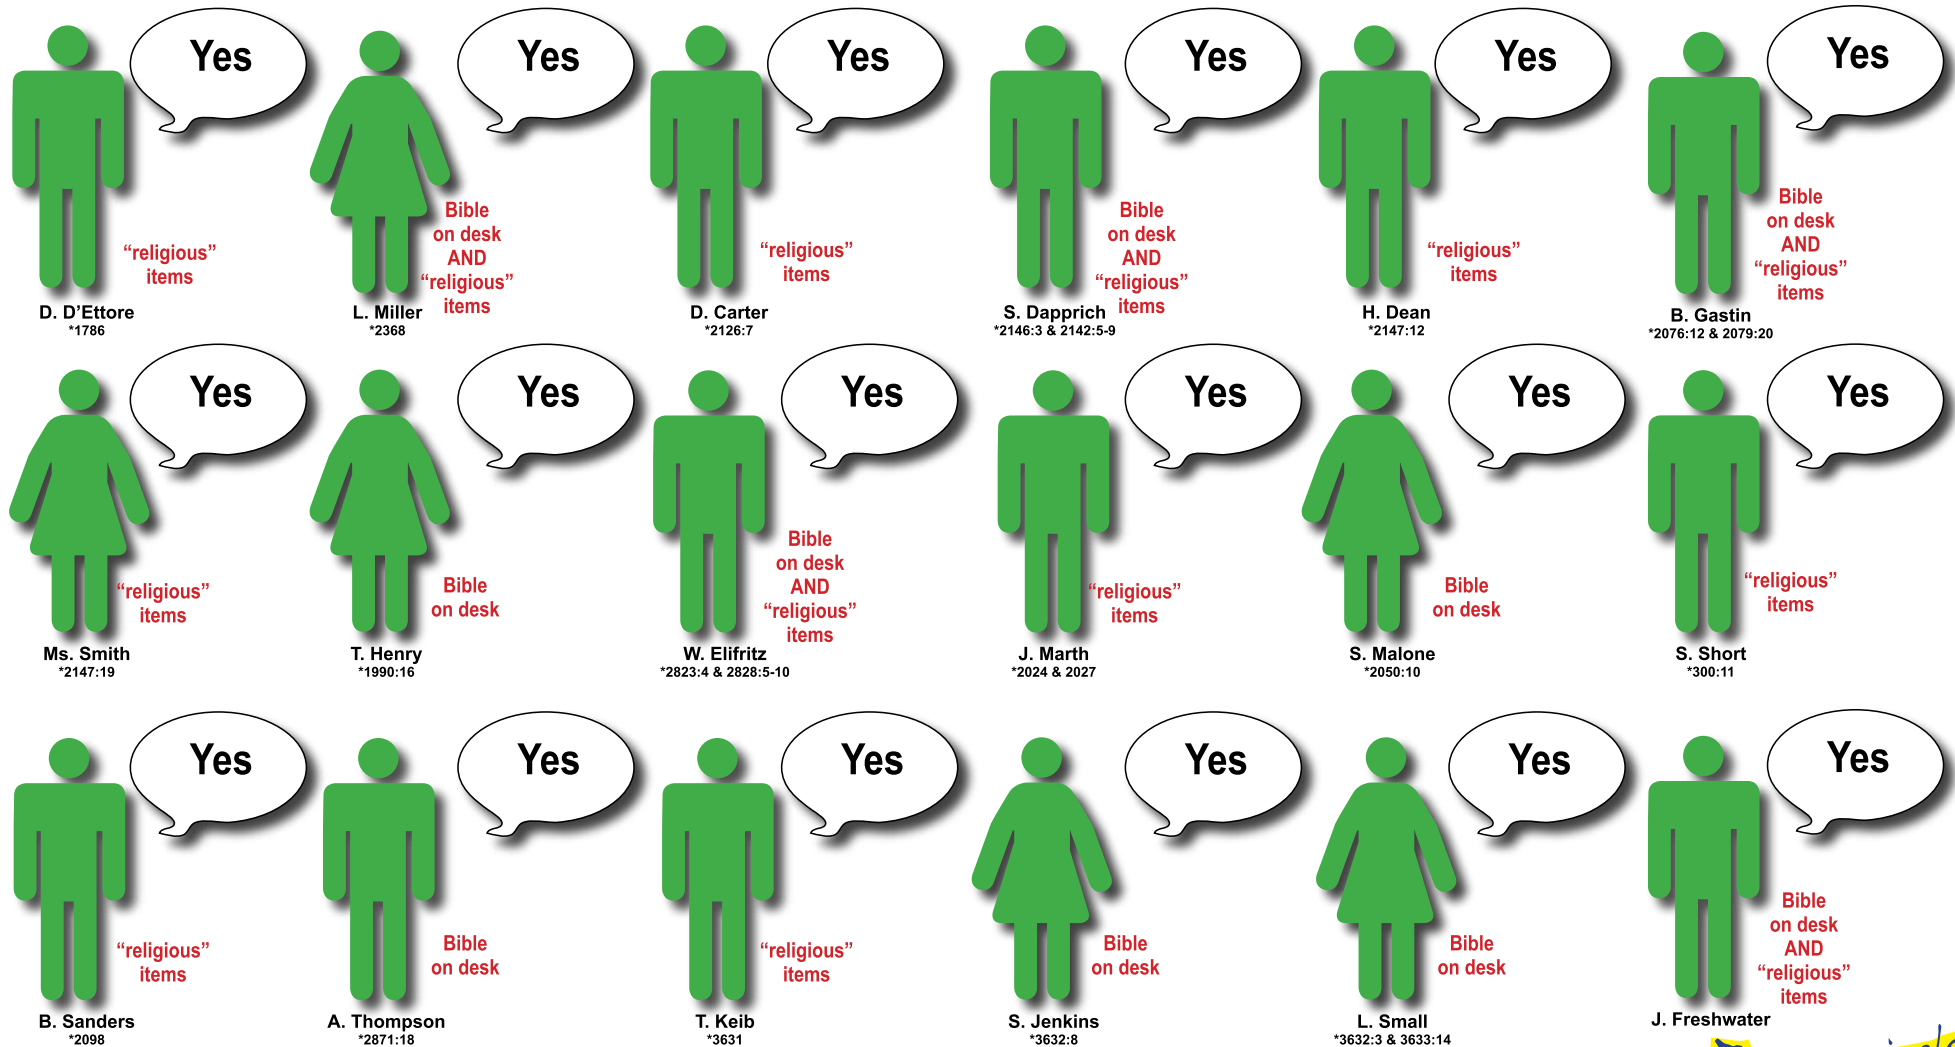 Yes
Yes
Yes
Yes
Yes
Yes
“religious”
items
Bible
on desk
AND
“religious”
items
“religious”
items
Bible
on desk
AND
“religious”
items
“religious”
items
Bible
on desk
AND
“religious”
items
D. D’Ettore
*1786
L. Miller
*2368
D. Carter
*2126:7
S. Dapprich
*2146:3 & 2142:5-9
H. Dean
*2147:12
B. Gastin
*2076:12 & 2079:20
Yes
Yes
Yes
Yes
Yes
Yes
“religious”
items
Bible
on desk
Bible
on desk
AND
“religious”
items
“religious”
items
Bible
on desk
“religious”
items
Ms. Smith
*2147:19
T. Henry
*1990:16
W. Elifritz
*2823:4 & 2828:5-10
J. Marth
*2024 & 2027
S. Malone
*2050:10
S. Short
*300:11
Yes
Yes
Yes
Yes
Yes
Yes
“religious”
items
Bible
on desk
“religious”
items
Bible
on desk
Bible
on desk
Bible
on desk
AND
“religious”
items
B. Sanders
*2098
A. Thompson
*2871:18
T. Keib
*3631
S. Jenkins
*3632:8
L. Small
*3632:3 & 3633:14
J. Freshwater